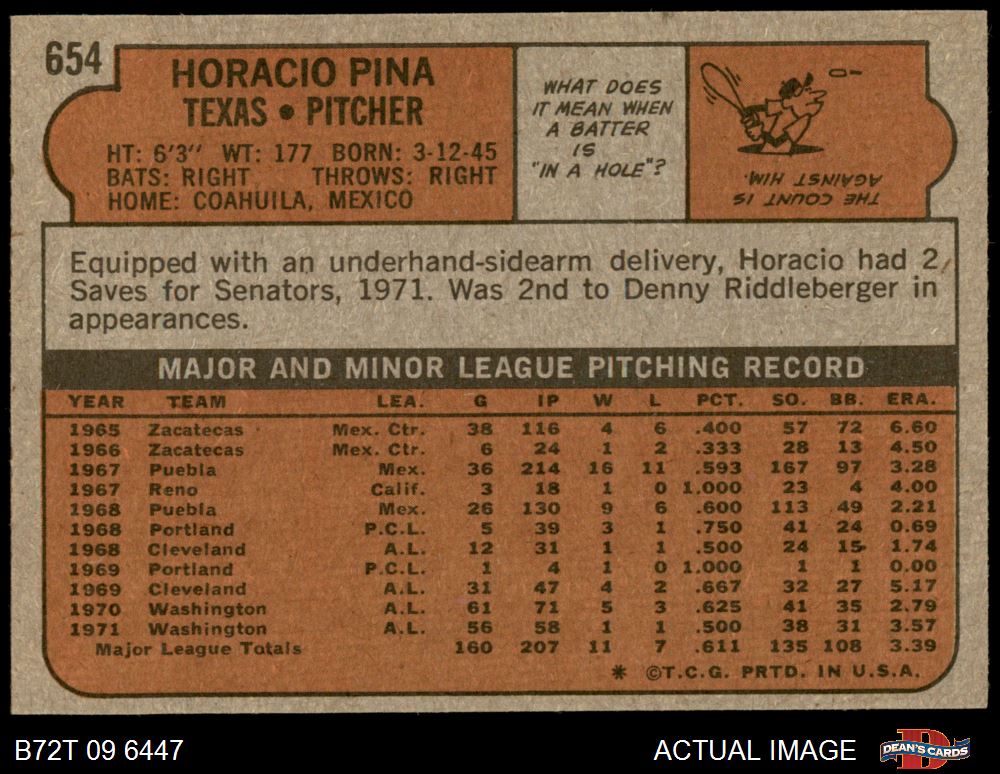 654
HORACIO PINA
TEXAS • PITCHER
HT: 6'3" WT: 177 BORN: 3-12-45
BATS: RIGHT THROWS: RIGHT
HOME: COAHUILA, MEXICO
WHAT DOES
IT MEAN WHEN
A BATTER
IS
"IN A HOLE"?
THE COUNT IS
AGAINST HIM.
Equipped with an underhand-sidearm delivery, Horacio had 2
Saves for Senators, 1971. Was 2nd to Denny Riddleberger in
appearances.
MAJOR AND MINOR LEAGUE PITCHING RECORD
YEAR TEAM LEA. G IP W L PCT. SO. BB. ERA.
1965 Zacatecas Mex. Ctr. 38 116 4 6 .400 57 72 6.60
1966 Zacatecas Mex. Ctr. 6 24 1 2 .333 28 13 4.50
1967 Puebla Mex. 36 214 16 11 .593 167 97 3.28
1967 Reno Calif. 3 18 1 0 1.000 23 4 4.00
1968 Puebla Mex. 26 130 9 6 .600 113 49 2.21
1968 Portland P.C.L. 5 39 3 1 .750 41 24 0.69
1968 Cleveland A.L. 12 31 1 1 .500 24 15 1.74
1969 Portland P.C.L. 1 4 1 0 1.000 1 1 0.00
1969 Cleveland A.L. 31 47 4 2 .667 32 27 5.17
1970 Washington A.L. 61 71 5 3 .625 41 35 2.79
1971 Washington A.L. 56 58 1 1 .500 38 31 3.57
Major League Totals 160 207 11 7 .611 135 108 3.39
* ©T.C.G. PRTD. IN U.S.A.
B72T 09 6447
ACTUAL IMAGE
DEAN'S CARDS